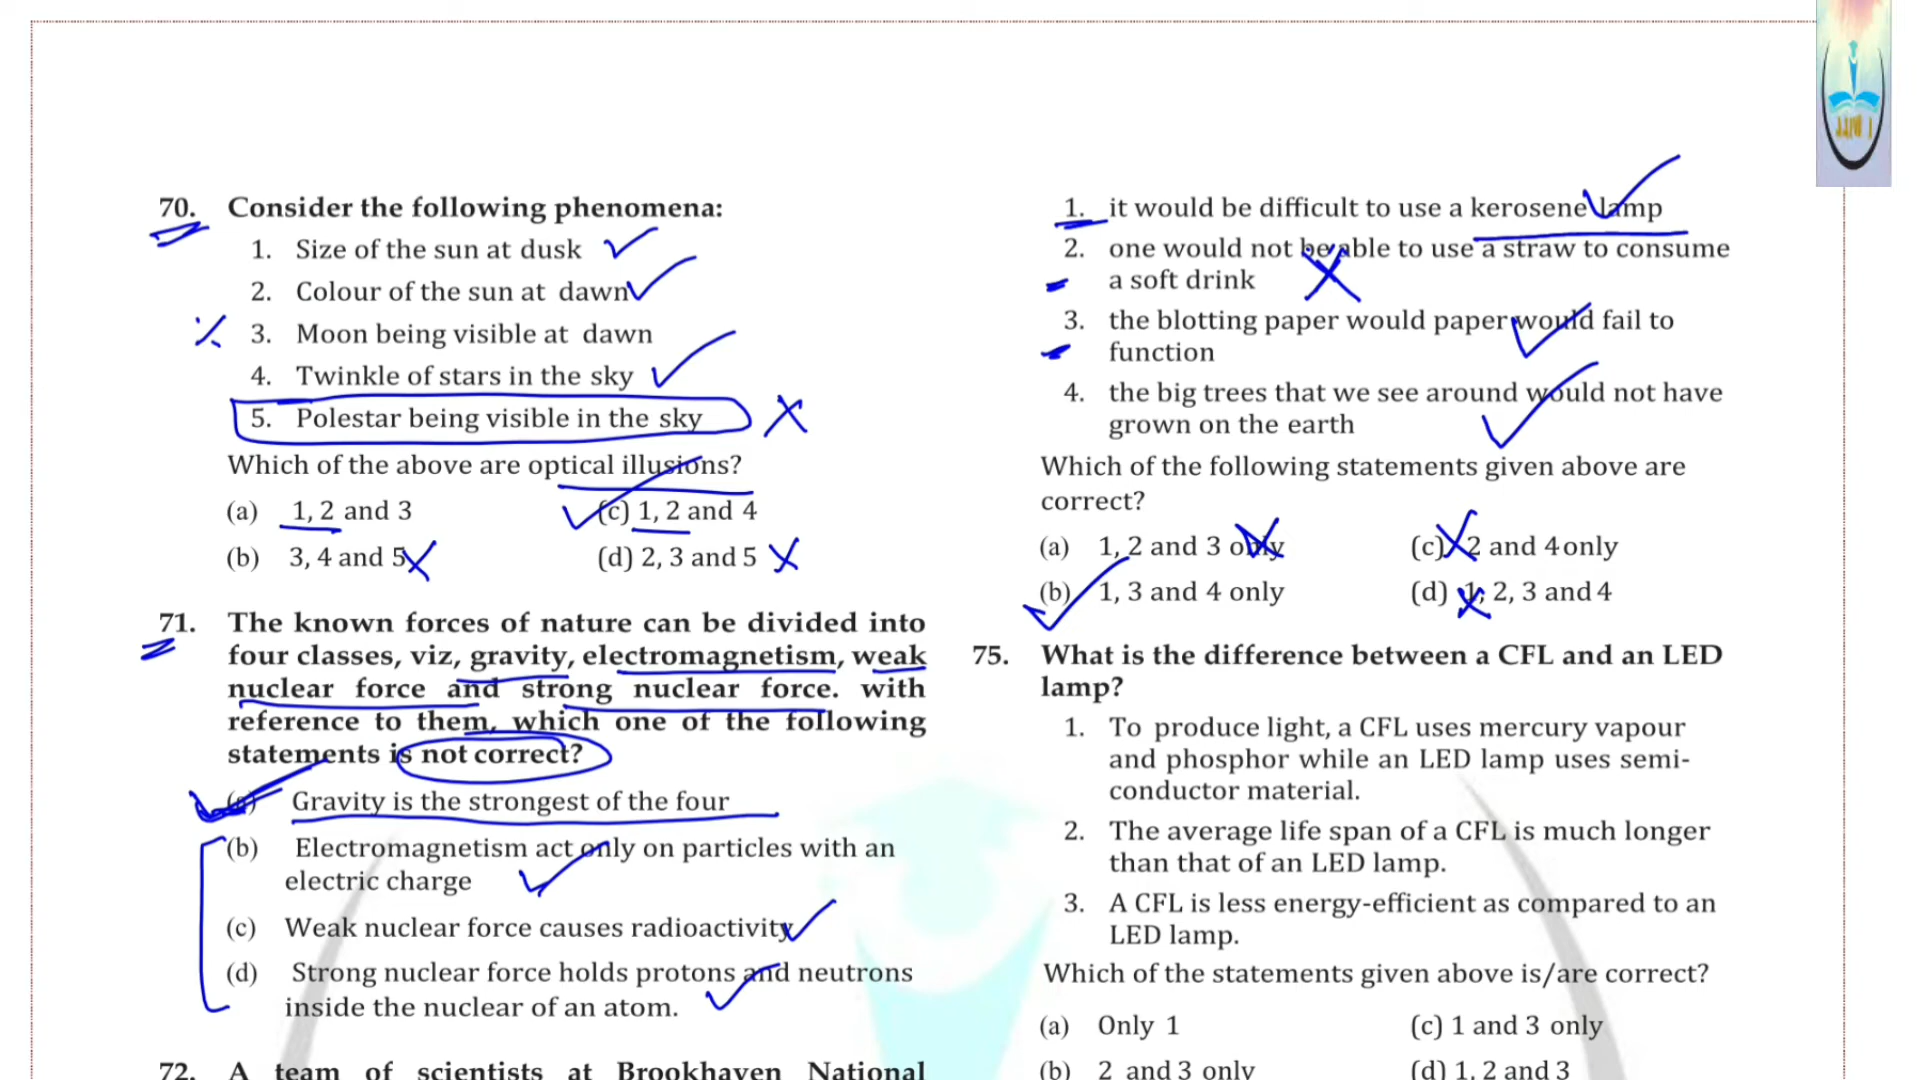 70. Consider the following phenomena:
1. Size of the sun at dusk
2. Colour of the sun at dawn
3. Moon being visible at dawn
4. Twinkle of stars in the sky
5. Polestar being visible in the sky
Which of the above are optical illusions?
(a) 1, 2 and 3 (c) 1, 2 and 4
(b) 3, 4 and 5 (d) 2, 3 and 5
71. The known forces of nature can be divided into
four classes, viz, gravity, electromagnetism, weak
nuclear force and strong nuclear force. with
reference to them, which one of the following
statements is not correct?
(a) Gravity is the strongest of the four
(b) Electromagnetism act only on particles with an
electric charge
(c) Weak nuclear force causes radioactivity
(d) Strong nuclear force holds protons and neutrons
inside the nuclear of an atom.
72. A team of scientists at Brookhaven National
1. it would be difficult to use a kerosene lamp
2. one would not be able to use a straw to consume
a soft drink
3. the blotting paper would paper would fail to
function
4. the big trees that we see around would not have
grown on the earth
Which of the following statements given above are
correct?
(a) 1, 2 and 3 only (c) 2 and 4 only
(b) 1, 3 and 4 only (d) 1, 2, 3 and 4
75. What is the difference between a CFL and an LED
lamp?
1. To produce light, a CFL uses mercury vapour
and phosphor while an LED lamp uses semi-
conductor material.
2. The average life span of a CFL is much longer
than that of an LED lamp.
3. A CFL is less energy-efficient as compared to an
LED lamp.
Which of the statements given above is/are correct?
(a) Only 1 (c) 1 and 3 only
(b) 2 and 3 only (d) 1, 2 and 3